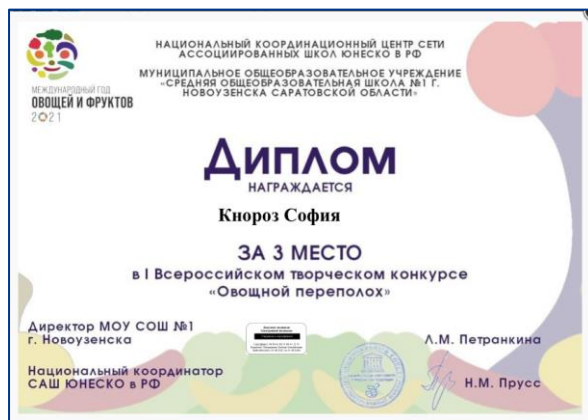 НАЦИОНАЛЬНЫЙ КООРДИНАЦИОННЫЙ ЦЕНТР СЕТИ
АССОЦИИРОВАННЫХ ШКОЛ ЮНЕСКО В РФ
МУНИЦИПАЛЬНОЕ ОБЩЕОБРАЗОВАТЕЛЬНОЕ УЧРЕЖДЕНИЕ
«СРЕДНЯЯ ОБЩЕОБРАЗОВАТЕЛЬНАЯ ШКОЛА №1 Г.
НОВОУЗЕНСКА САРАТОВСКОЙ ОБЛАСТИ»
МЕЖДУНАРОДНЫЙ ГОД
ОВОЩЕЙ И ФРУКТОВ
2021
ДИПЛОМ
НАГРАЖДАЕТСЯ
Кнороз София
ЗА 3 МЕСТО
в I Всероссийском творческом конкурсе
«Овощной переполох»
Директор МОУ СОШ №1
г. Новоузенска
Л.М. Петранкина
Национальный координатор
САШ ЮНЕСКО в РФ
Н.М. Прусс